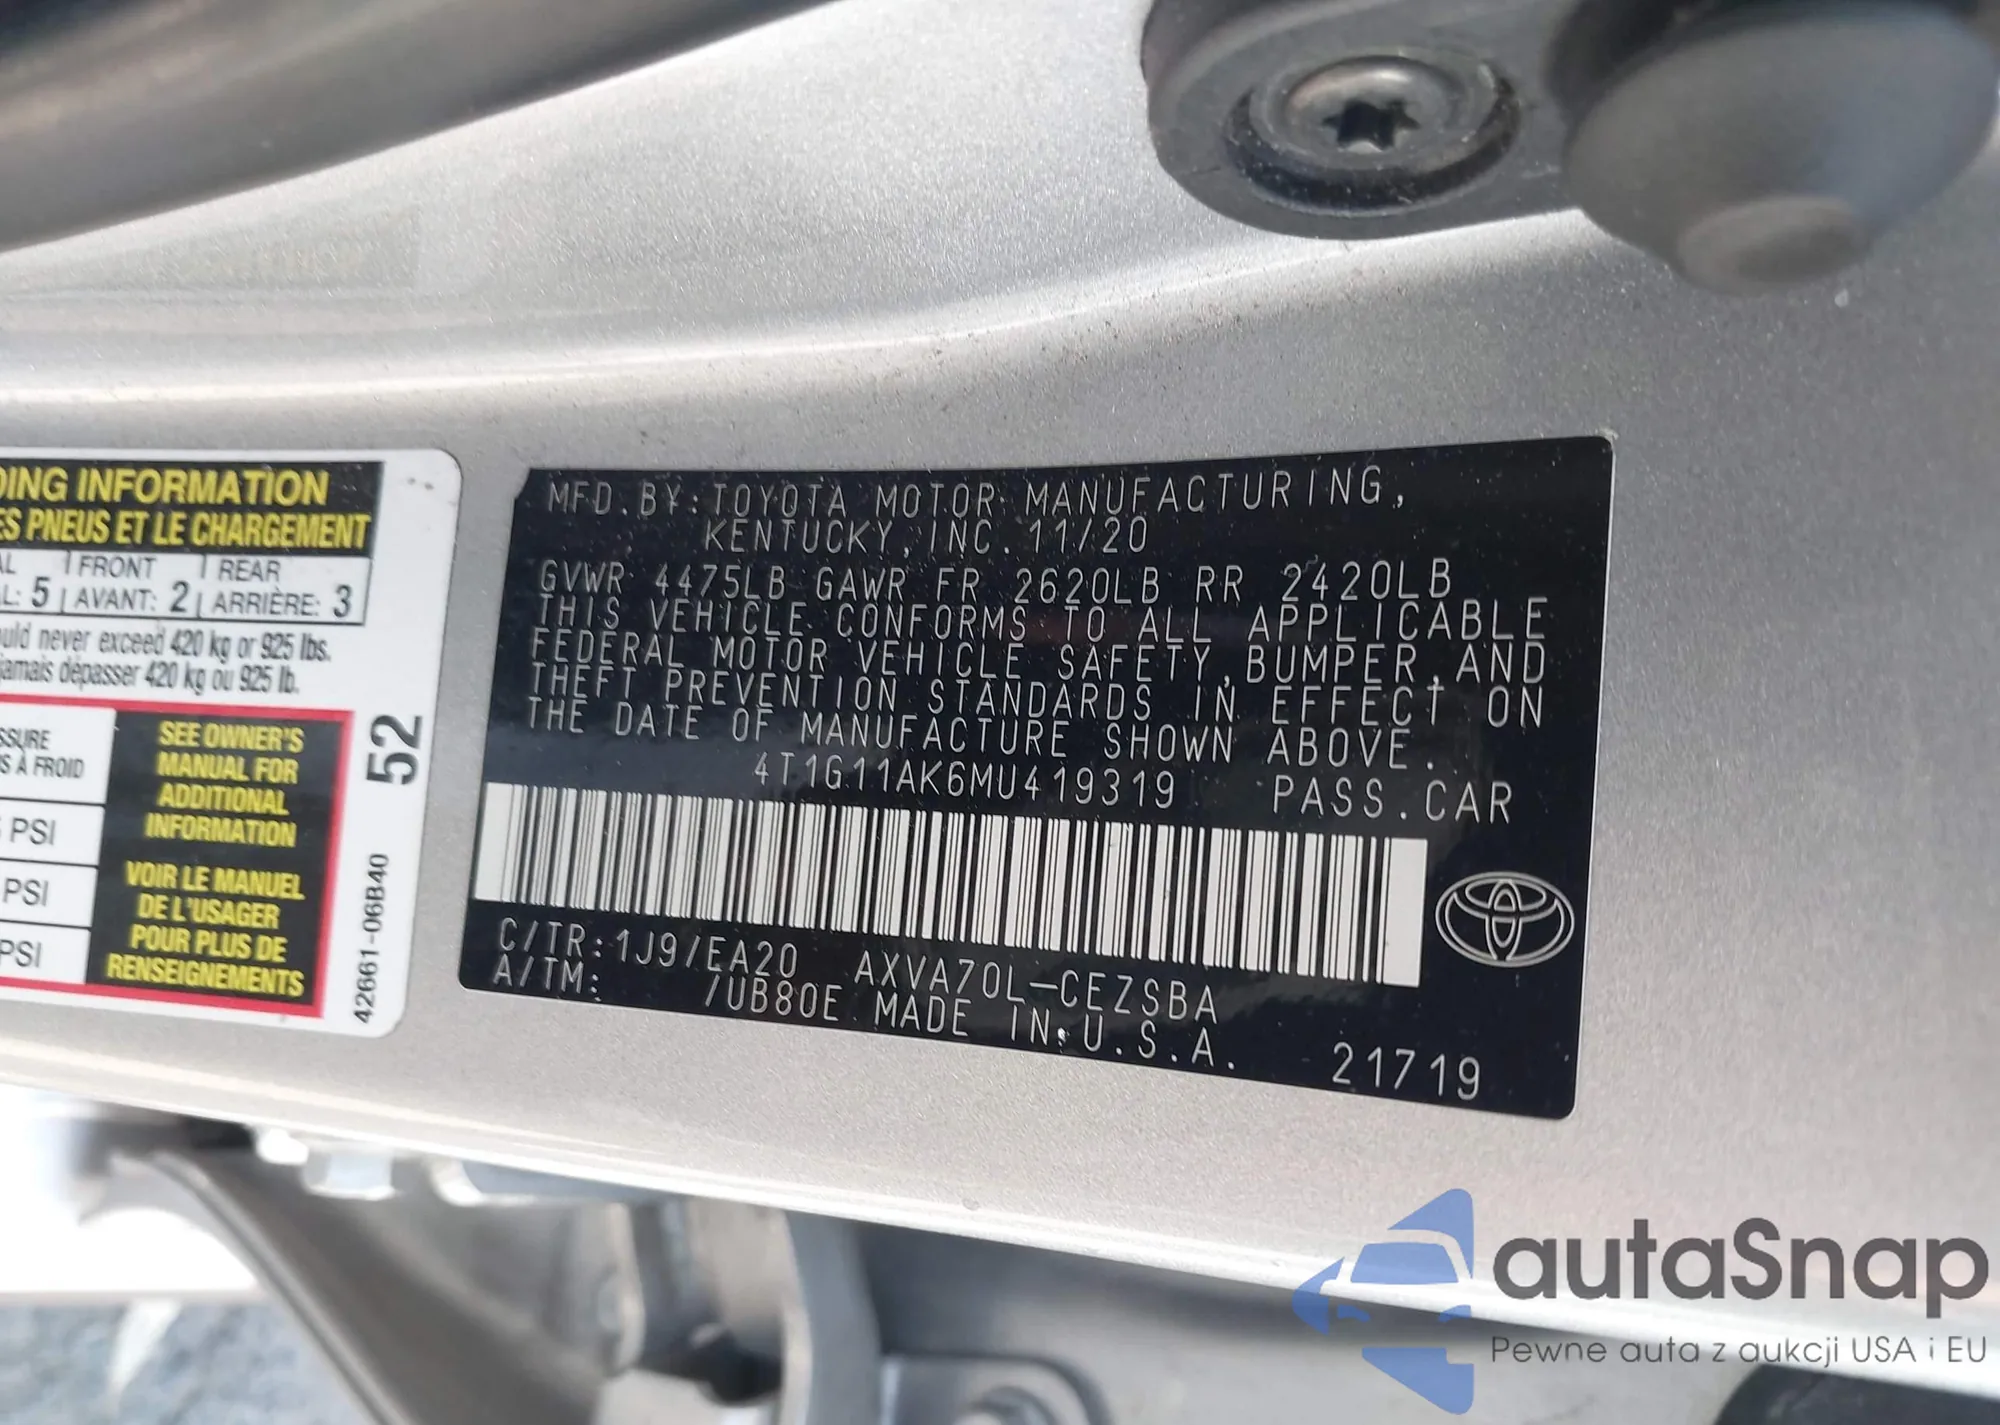 DING INFORMATION
ES PNEUS ET LE CHARGEMENT
AL FRONT REAR
L: 5 AVANT: 2 ARRIÈRE: 3
uld never exceed 420 kg or 925 lbs.
jamais dépasser 420 kg ou 925 lb.
SSURE
S À FROID
PSI
PSI
PSI
SEE OWNER'S
MANUAL FOR
ADDITIONAL
INFORMATION
VOIR LE MANUEL
DE L'USAGER
POUR PLUS DE
RENSEIGNEMENTS
52
42661-06B40
MFD. BY: TOYOTA MOTOR MANUFACTURING,
KENTUCKY, INC. 11/20
GVWR 4475LB GAWR FR 2620LB RR 2420LB
THIS VEHICLE CONFORMS TO ALL APPLICABLE
FEDERAL MOTOR VEHICLE SAFETY, BUMPER, AND
THEFT PREVENTION STANDARDS IN EFFECT ON
THE DATE OF MANUFACTURE SHOWN ABOVE.
4T1G11AK6MU419319 PASS. CAR
C/TR: 1J9/EA20 AXVA70L-CEZSBA
A/TM: /UB80E MADE IN U.S.A.
21719
autaSnap
Pewne auta z aukcji USA i EU